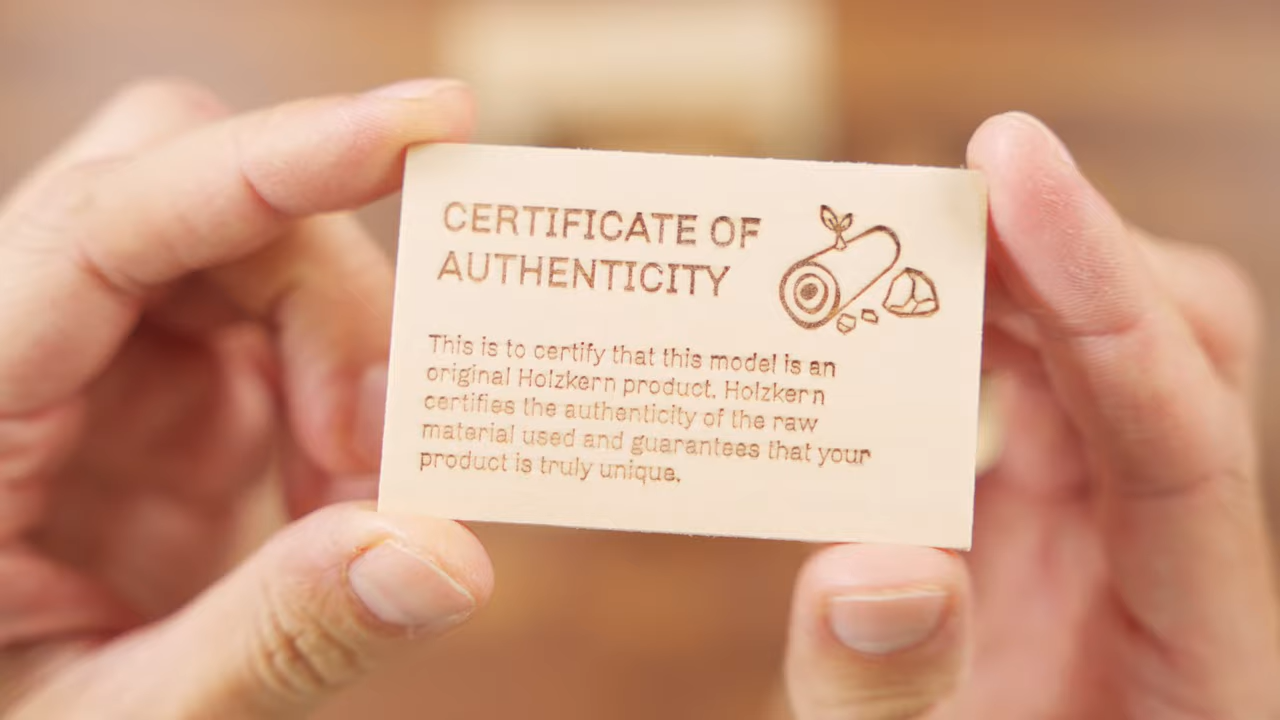 CERTIFICATE OF
AUTHENTICITY
This is to certify that this model is an
original Holzkern product. Holzkern
certifies the authenticity of the raw
material used and guarantees that your
product is truly unique.